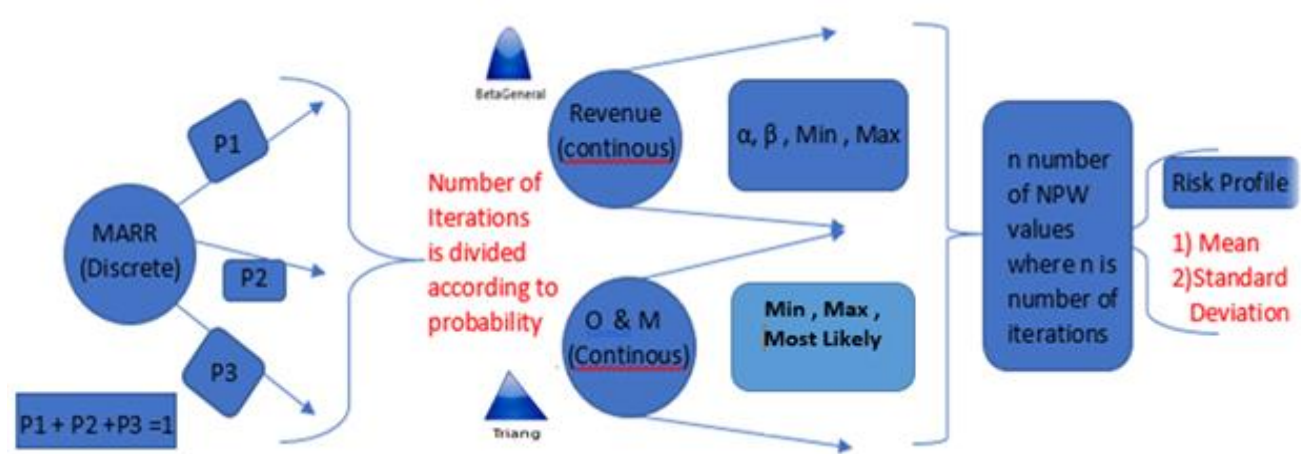 P1
MARR
(Discrete)
P2
P3
P1 + P2 +P3 =1
Number of
Iterations
is divided
according to
probability
BetaGeneral
Revenue
(continous)
α, β , Min , Max
O & M
(Continous)
Min , Max ,
Most Likely
Triang
n number
of NPW
values
where n is
number of
iterations
Risk Profile
1) Mean
2)Standard
Deviation